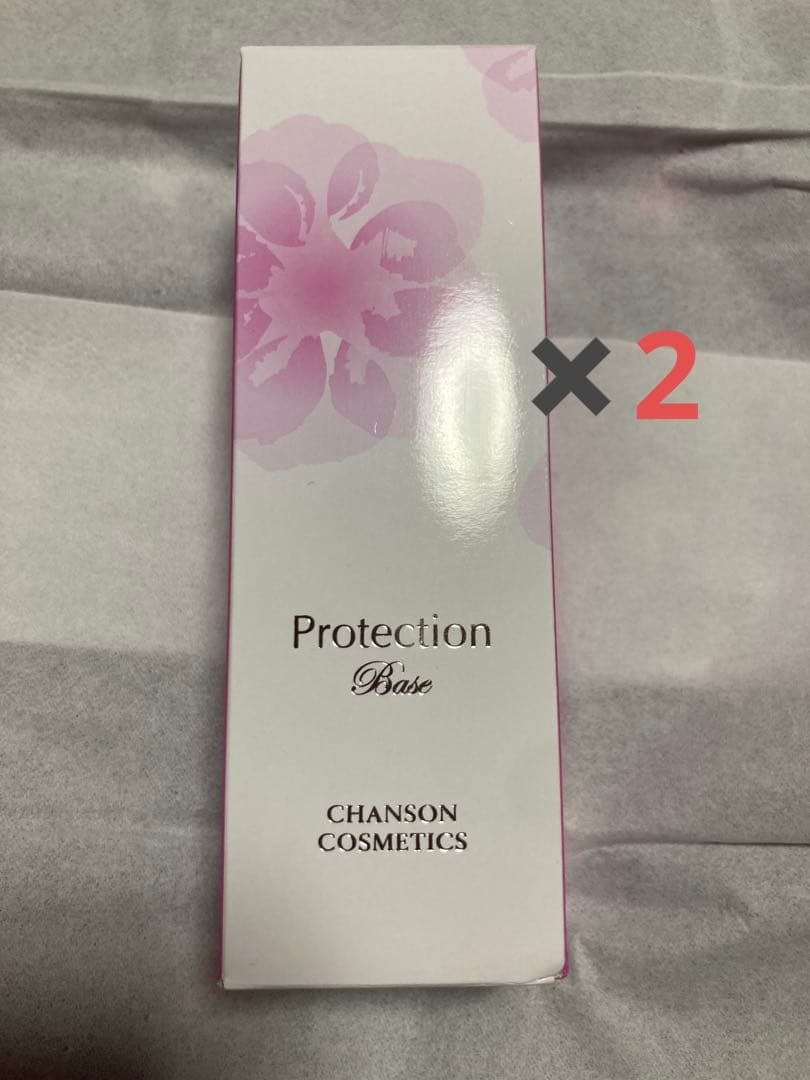 ✖2
Protection
Base
CHANSON
COSMETICS